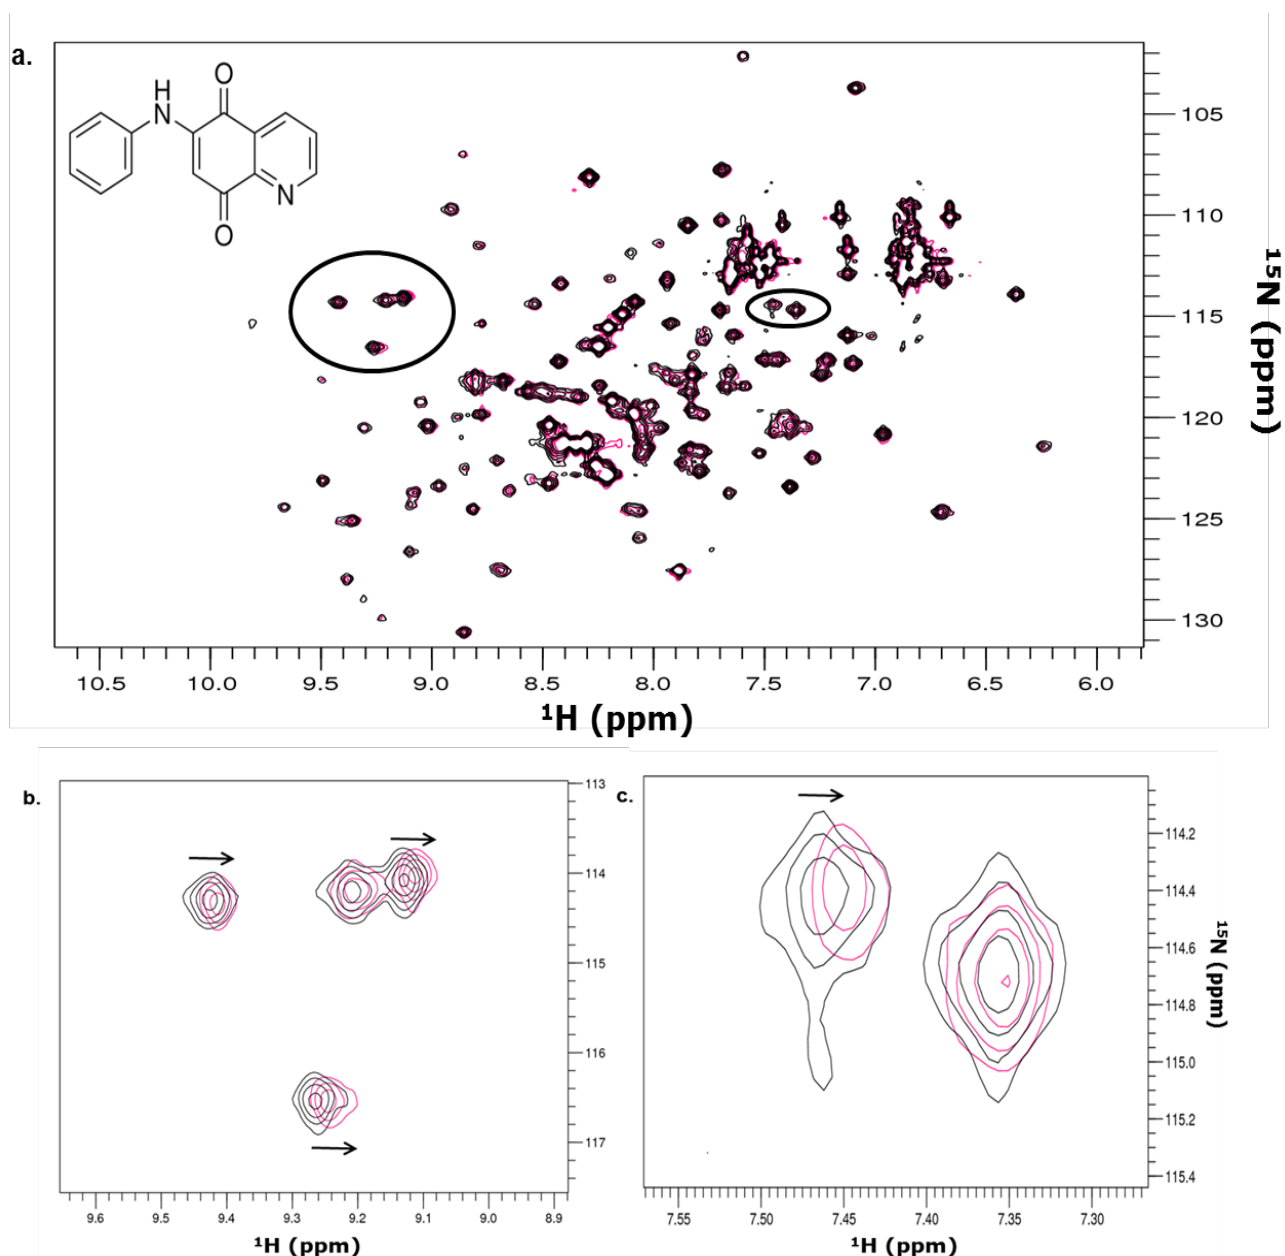 a.
O
H
N
N
O
105
110
115
120
125
130
¹⁵N (ppm)
10.5 10.0 9.5 9.0 8.5 8.0 7.5 7.0 6.5 6.0
¹H (ppm)
b.
113
114
115
116
117
9.6 9.5 9.4 9.3 9.2 9.1 9.0 8.9
¹H (ppm)
c.
114.2
114.4
114.6
114.8
115.0
115.2
115.4
¹⁵N (ppm)
7.55 7.50 7.45 7.40 7.35 7.30
¹H (ppm)